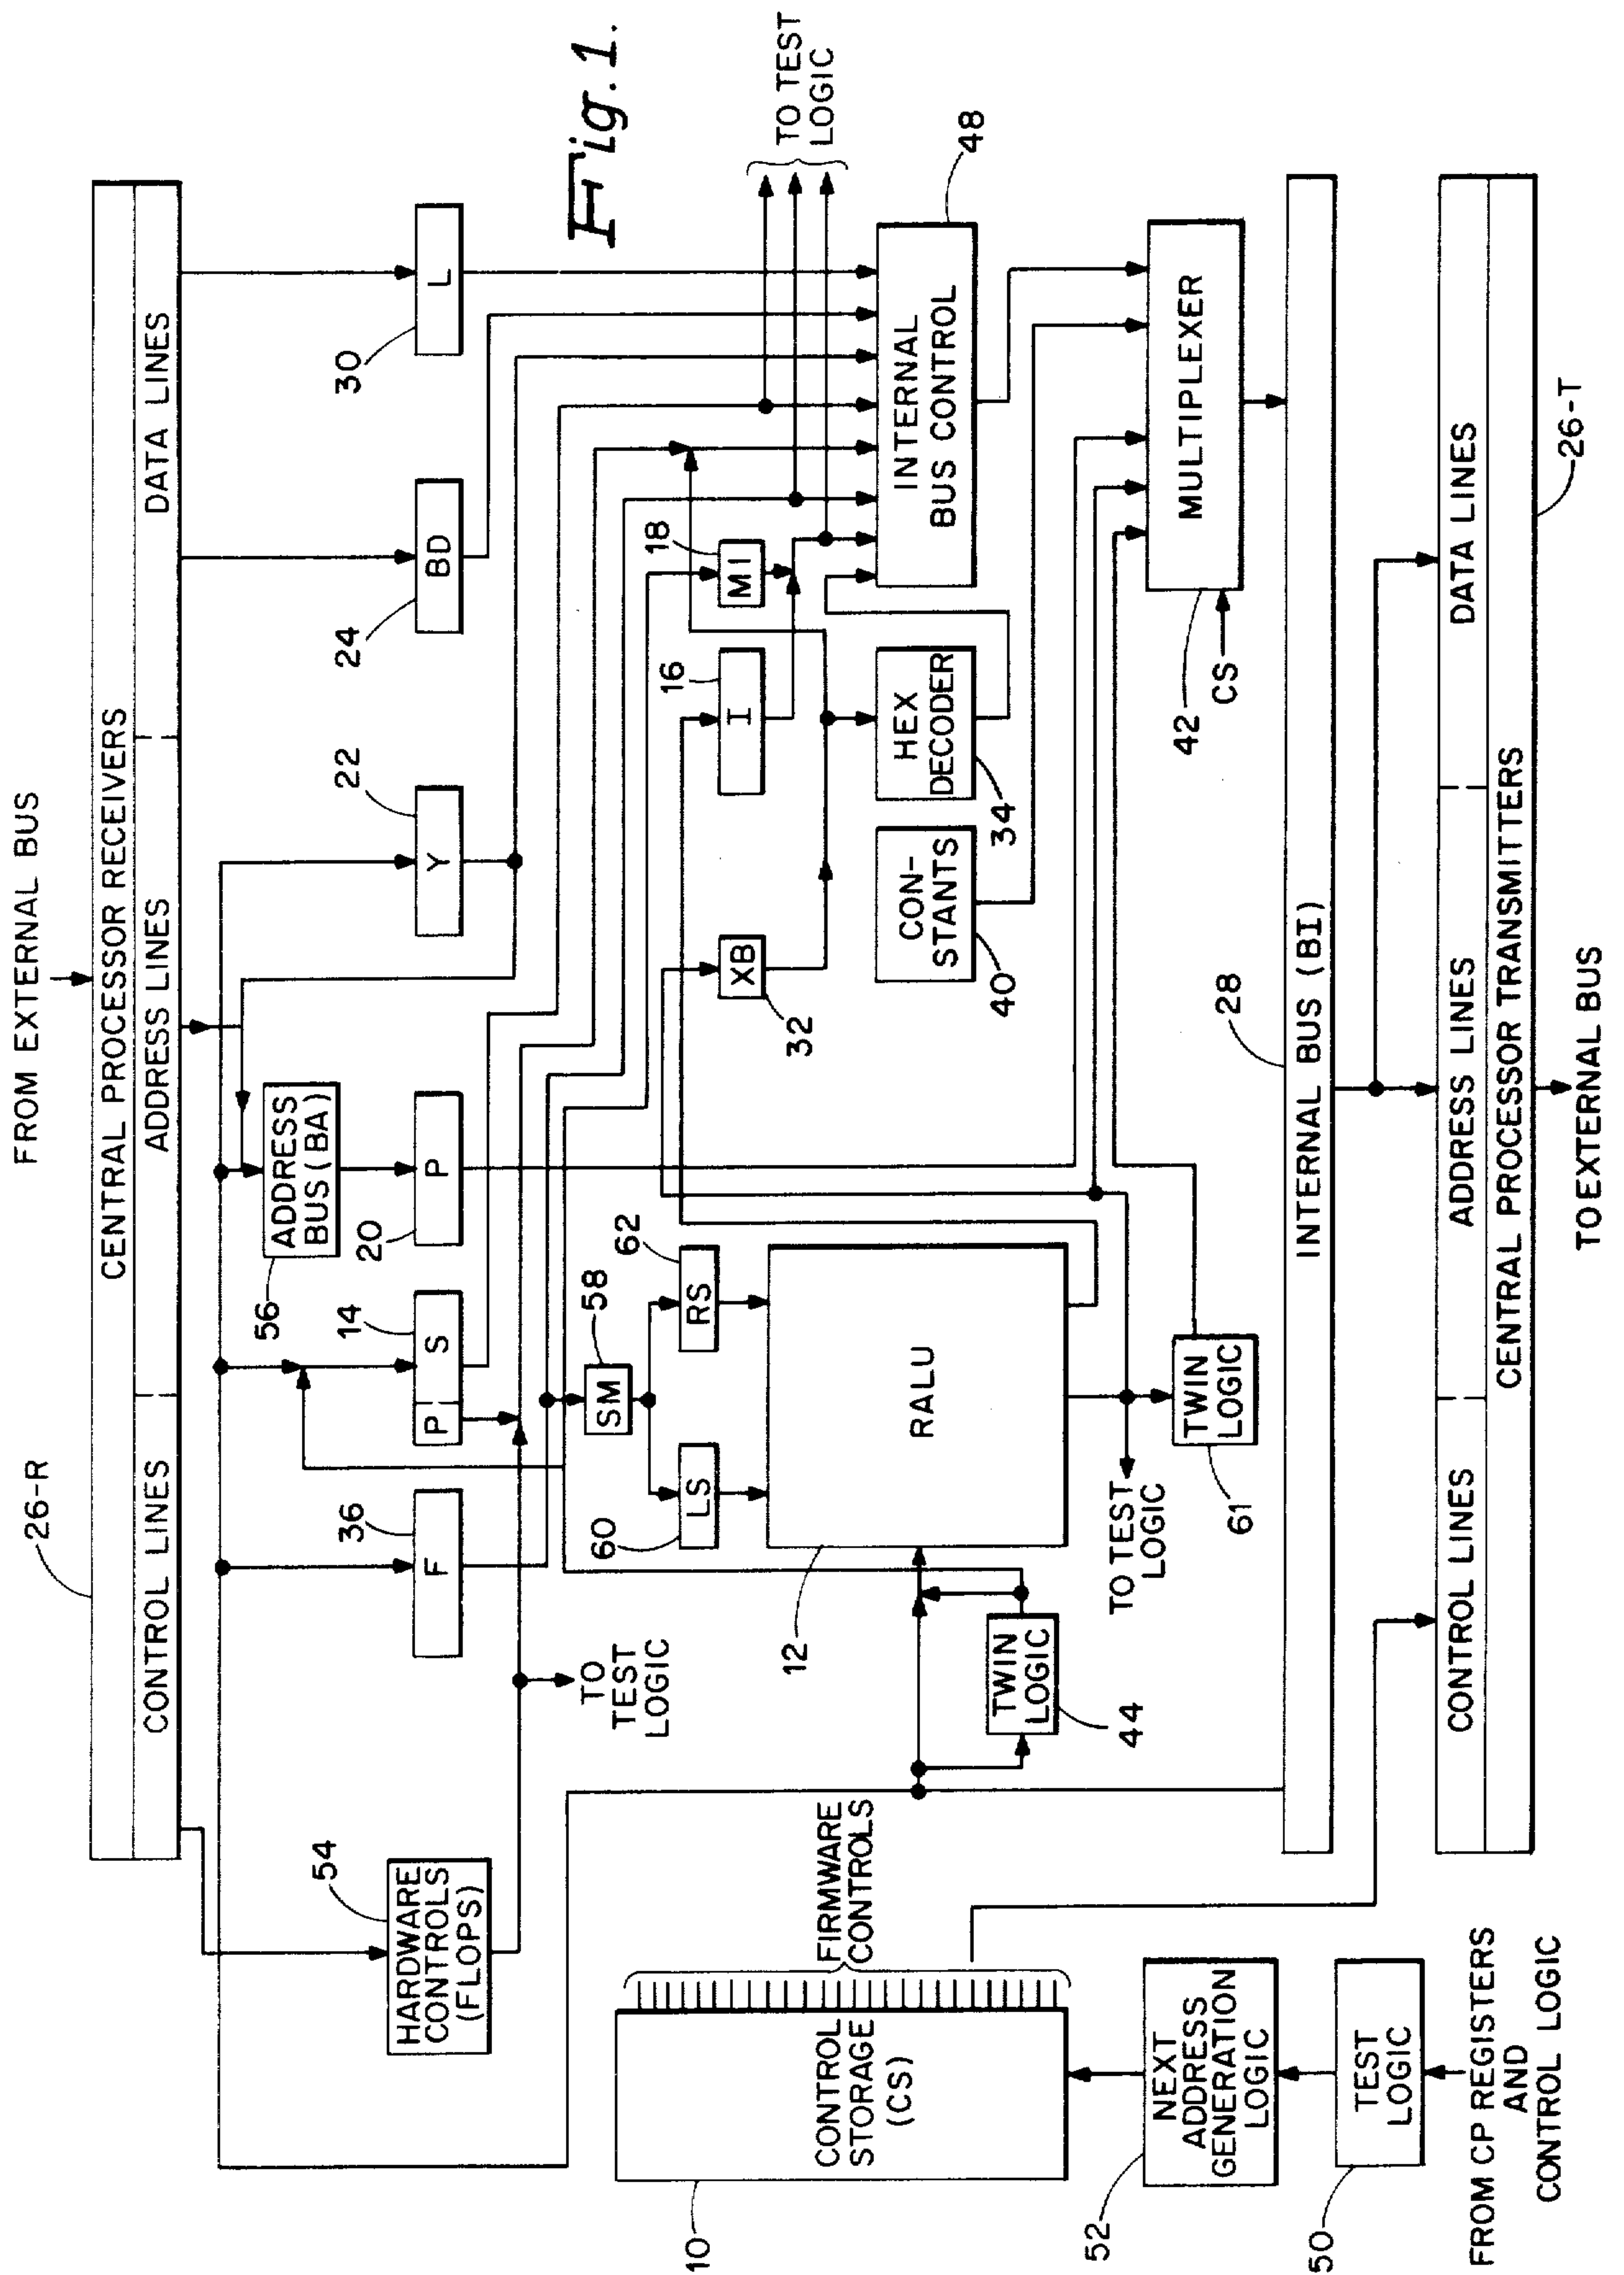 Fig. 1.
FROM EXTERNAL BUS
26-R
CENTRAL PROCESSOR RECEIVERS
CONTROL LINES
ADDRESS LINES
DATA LINES
54
HARDWARE
CONTROLS
(FLOPS)
36
F
14
P
S
56
ADDRESS
BUS (BA)
20
P
22
Y
24
BD
30
L
TO
TEST
LOGIC
58
SM
60
LS
62
RS
12
RALU
32
XB
16
I
18
MI
TO TEST
LOGIC
40
CON-
STANTS
34
HEX
DECODER
48
INTERNAL
BUS CONTROL
10
CONTROL
STORAGE
(CS)
FIRMWARE
CONTROLS
44
TWIN
LOGIC
TO TEST
LOGIC
61
TWIN
LOGIC
42
CS
MULTIPLEXER
52
NEXT
ADDRESS
GENERATION
LOGIC
28
INTERNAL BUS (BI)
50
TEST
LOGIC
FROM CP REGISTERS
AND
CONTROL LOGIC
CONTROL LINES
ADDRESS LINES
DATA LINES
CENTRAL PROCESSOR TRANSMITTERS
26-T
TO EXTERNAL BUS